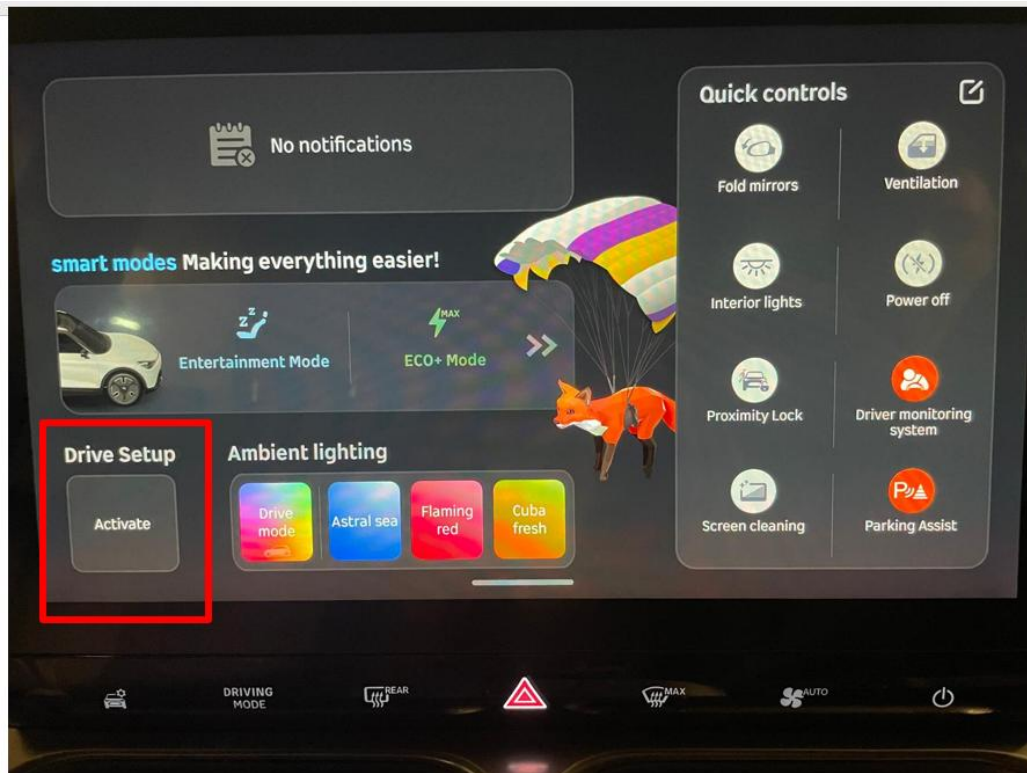 No notifications
smart modes Making everything easier!
Entertainment Mode
MAX
ECO+ Mode
Drive Setup
Activate
Ambient lighting
Drive
mode
Astral sea
Flaming
red
Cuba
fresh
Quick controls
Fold mirrors
Ventilation
Interior lights
Power off
Proximity Lock
Driver monitoring
system
Screen cleaning
P
Parking Assist
DRIVING
MODE
REAR
MAX
AUTO